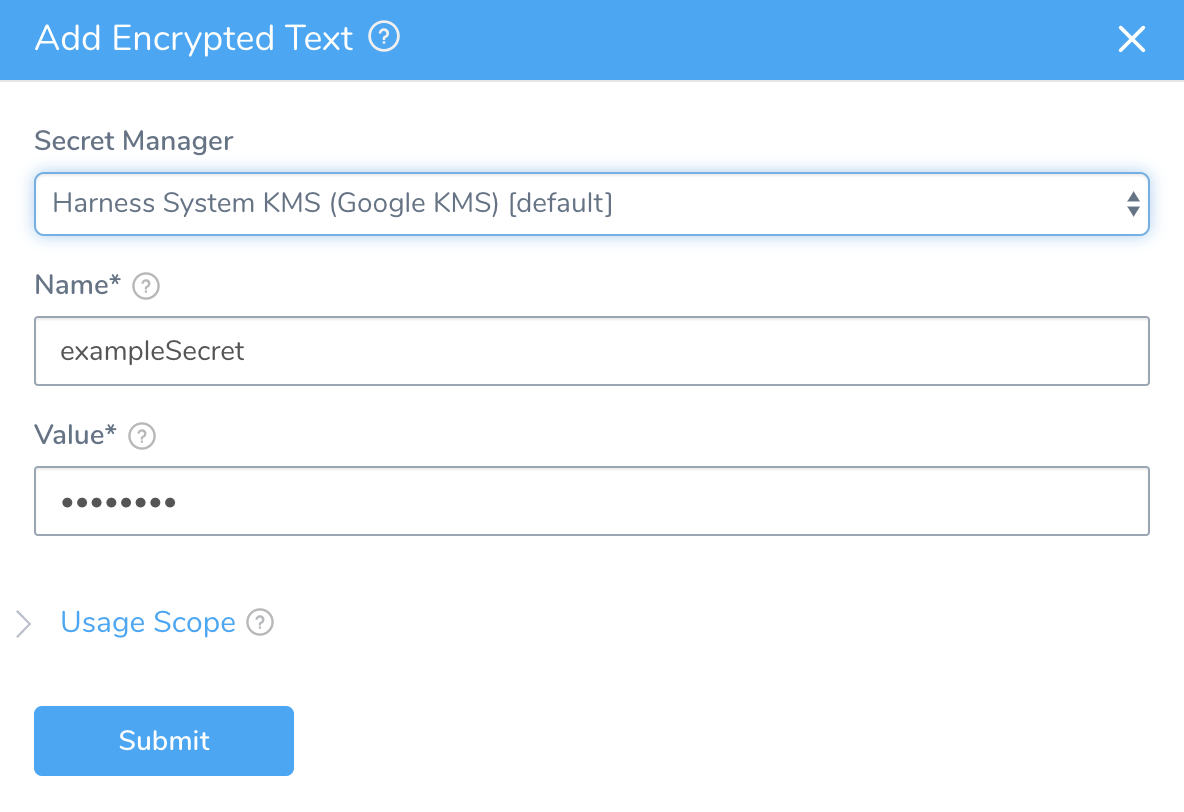 Add Encrypted Text ?
Secret Manager
Harness System KMS (Google KMS) [default]
Name* ?
exampleSecret
Value* ?
••••••••
Usage Scope ?
Submit